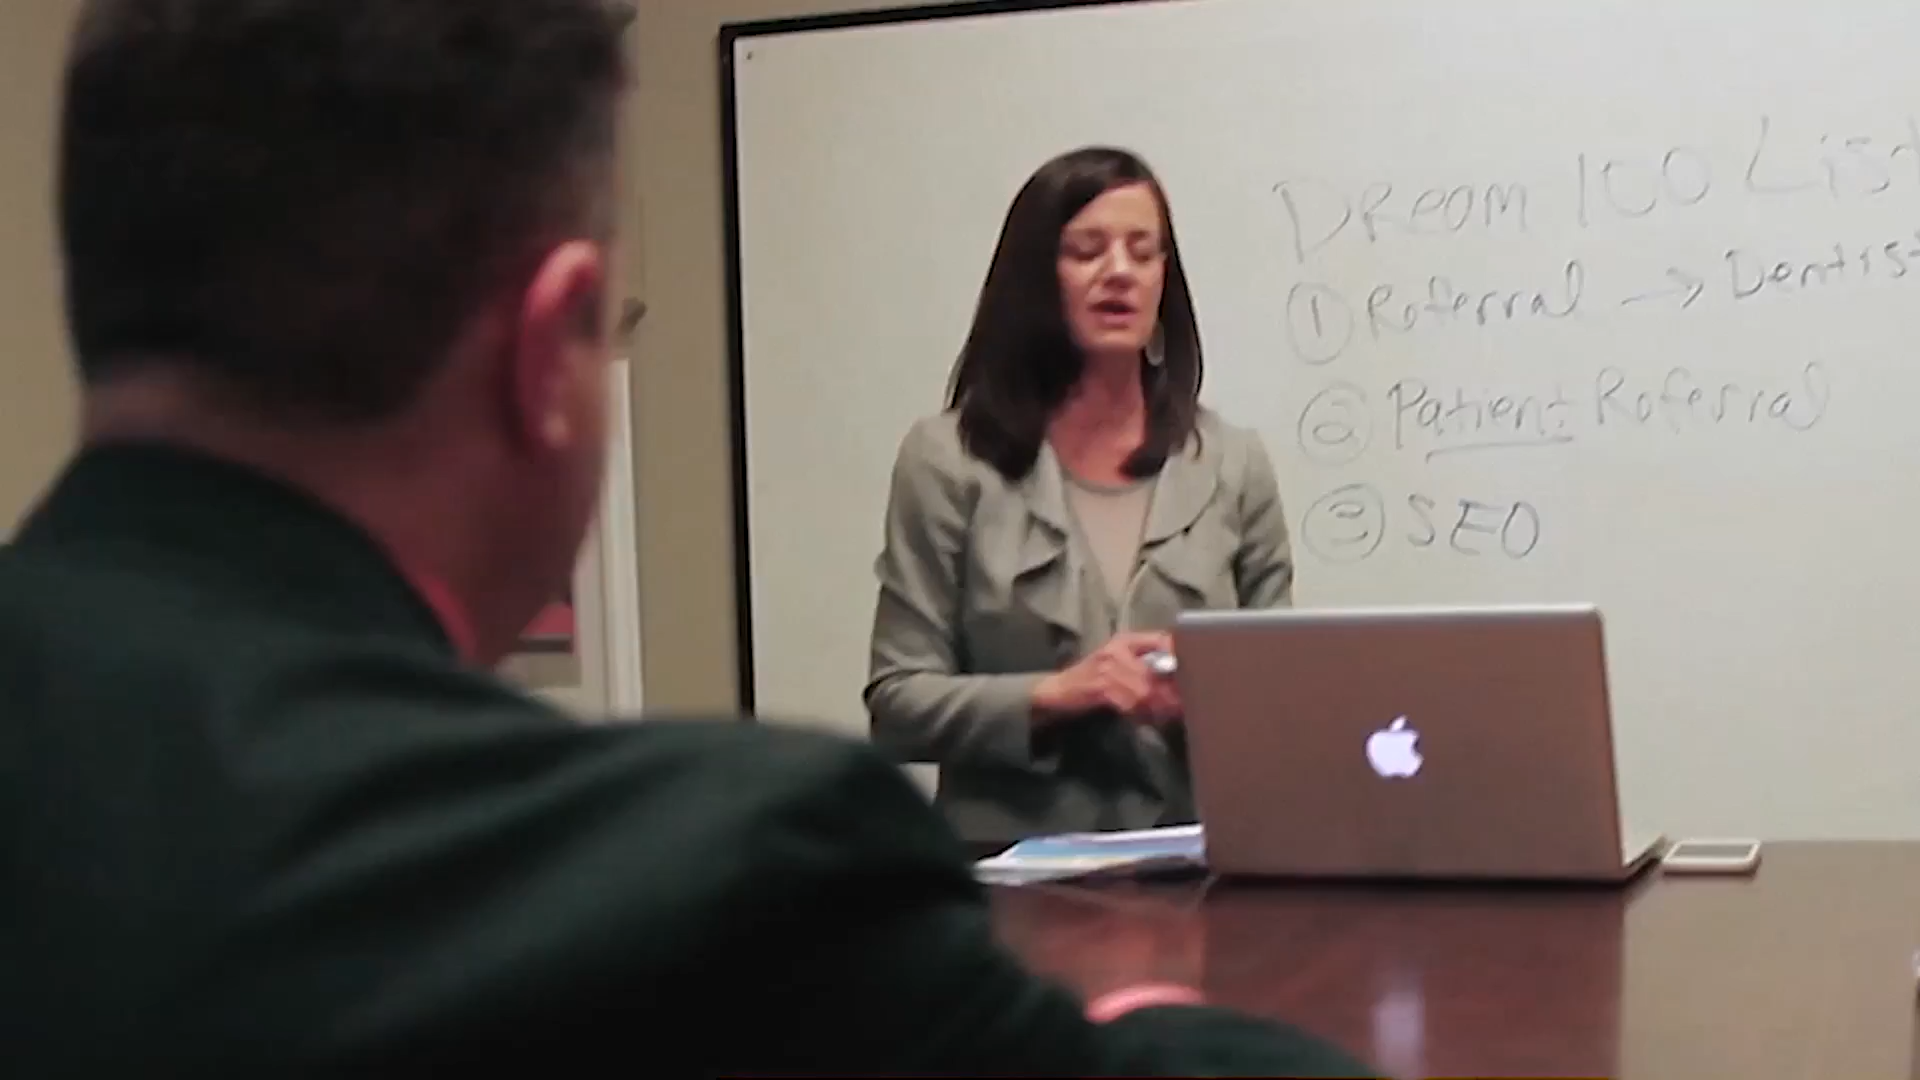 DReam 100 List
① Referral → Dentist
② Patient Referral
③ SEO